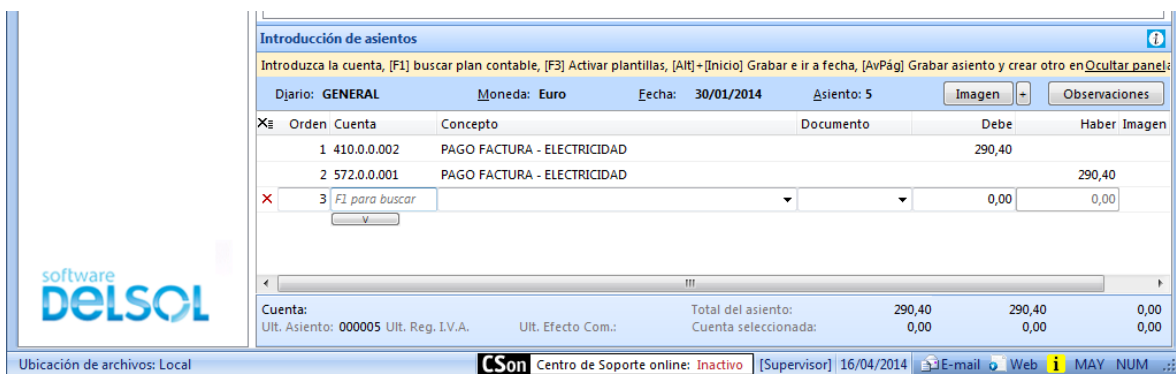 Introducción de asientos
Introduzca la cuenta, [F1] buscar plan contable, [F3] Activar plantillas, [Alt]+[Inicio] Grabar e ir a fecha, [AvPág] Grabar asiento y crear otro en Ocultar panela
Diario: GENERAL Moneda: Euro Fecha: 30/01/2014 Asiento: 5 Imagen + Observaciones
Orden Cuenta Concepto Documento Debe Haber Imagen
1 410.0.0.002 PAGO FACTURA - ELECTRICIDAD 290,40
2 572.0.0.001 PAGO FACTURA - ELECTRICIDAD 290,40
3 F1 para buscar 0,00 0,00
V
software
DELSOL
Cuenta: Total del asiento: 290,40 290,40 0,00
Ult. Asiento: 000005 Ult. Reg. I.V.A. Ult. Efecto Com.: Cuenta seleccionada: 0,00 0,00 0,00
Ubicación de archivos: Local CSon Centro de Soporte online: Inactivo [Supervisor] 16/04/2014 E-mail Web i MAY NUM